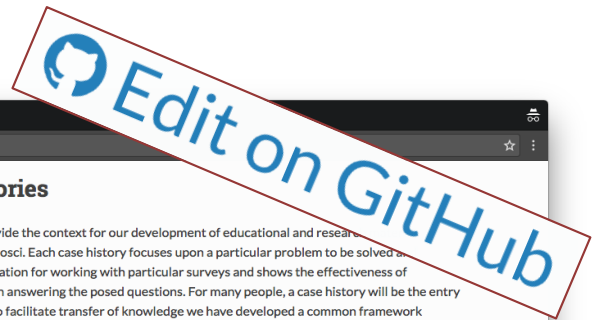 Edit on GitHub
ories
vide the context for our development of educational and
osci. Each case history focuses upon a particular problem to be solved
ation for working with particular surveys and shows the effectiveness of
n answering the posed questions. For many people, a case history will be the entry
o facilitate transfer of knowledge we have developed a common framework